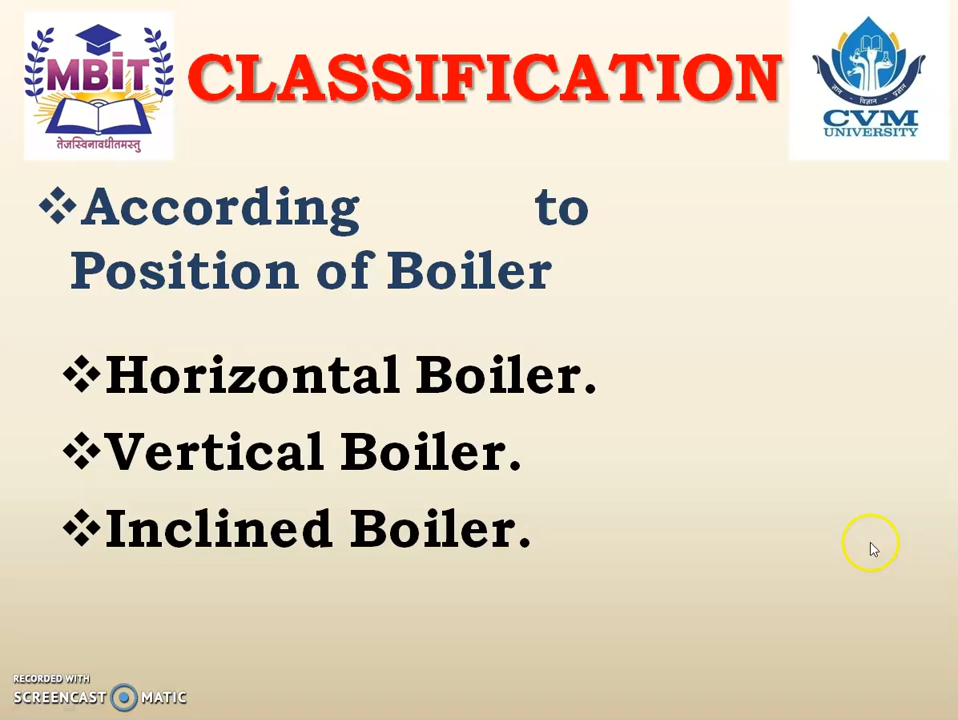 MBIT
तेजस्विनावधीतमस्तु
CLASSIFICATION
ज्ञान • विज्ञान • प्रज्ञान
CVM
UNIVERSITY
❖According to
Position of Boiler
❖Horizontal Boiler.
❖Vertical Boiler.
❖Inclined Boiler.
RECORDED WITH
SCREENCAST MATIC